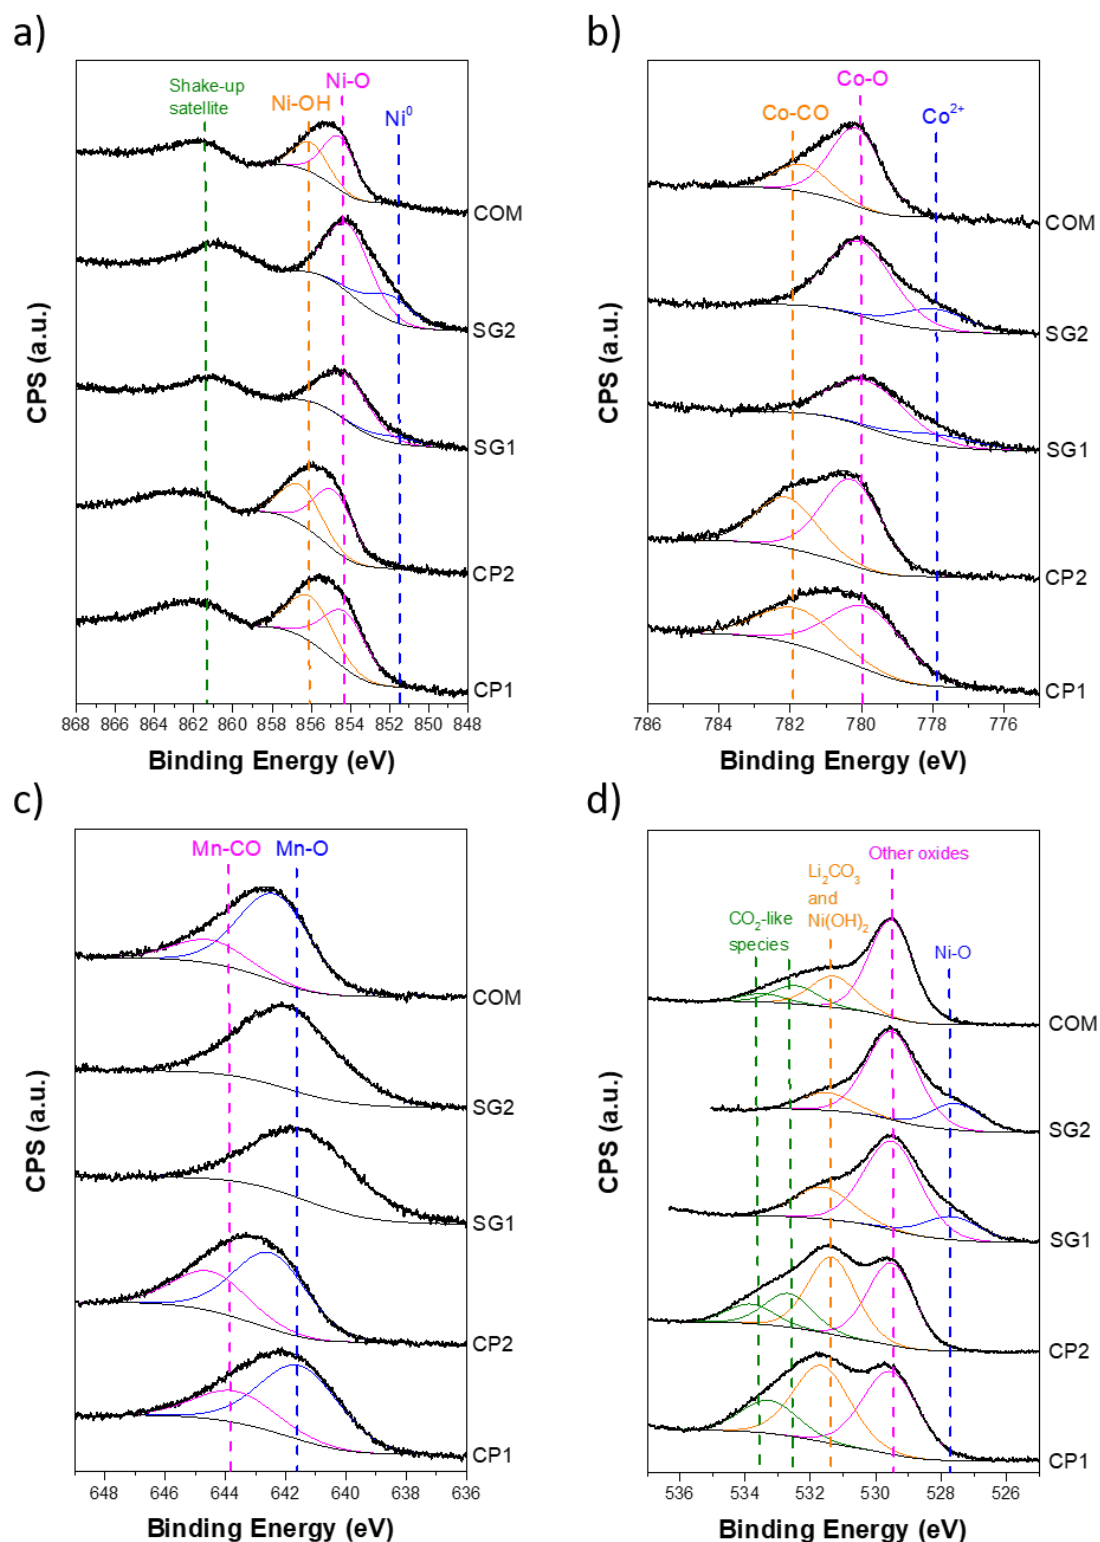 a)
Shake-up
satellite
Ni-OH
Ni-O
Ni⁰
COM
SG2
SG1
CP2
CP1
CPS (a.u.)
868 866 864 862 860 858 856 854 852 850 848
Binding Energy (eV)
b)
Co-CO
Co-O
Co²⁺
COM
SG2
SG1
CP2
CP1
CPS (a.u.)
786 784 782 780 778 776
Binding Energy (eV)
c)
Mn-CO
Mn-O
COM
SG2
SG1
CP2
CP1
CPS (a.u.)
648 646 644 642 640 638 636
Binding Energy (eV)
d)
CO₂-like
species
Li₂CO₃
and
Ni(OH)₂
Other oxides
Ni-O
COM
SG2
SG1
CP2
CP1
CPS (a.u.)
536 534 532 530 528 526
Binding Energy (eV)